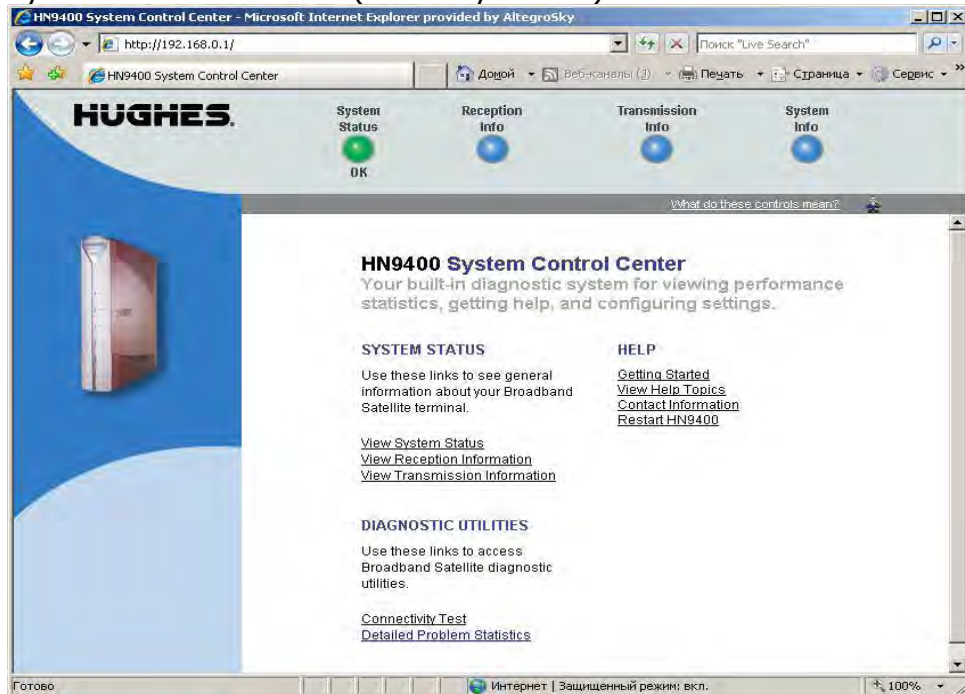 HN9400 System Control Center - Microsoft Internet Explorer provided by AltegroSky
http://192.168.0.1/
Поиск "Live Search"
HN9400 System Control Center
Домой
Веб-каналы (J)
Печать
Страница
Сервис
»
HUGHES.
System Status
Reception Info
Transmission Info
System Info
OK
What do these controls mean?
HN9400 System Control Center
Your built-in diagnostic system for viewing performance
statistics, getting help, and configuring settings.
SYSTEM STATUS
Use these links to see general
information about your Broadband
Satellite terminal.
View System Status
View Reception Information
View Transmission Information
HELP
Getting Started
View Help Topics
Contact Information
Restart HN9400
DIAGNOSTIC UTILITIES
Use these links to access
Broadband Satellite diagnostic
utilities.
Connectivity Test
Detailed Problem Statistics
Готово
Интернет | Защищенный режим: вкл.
100%